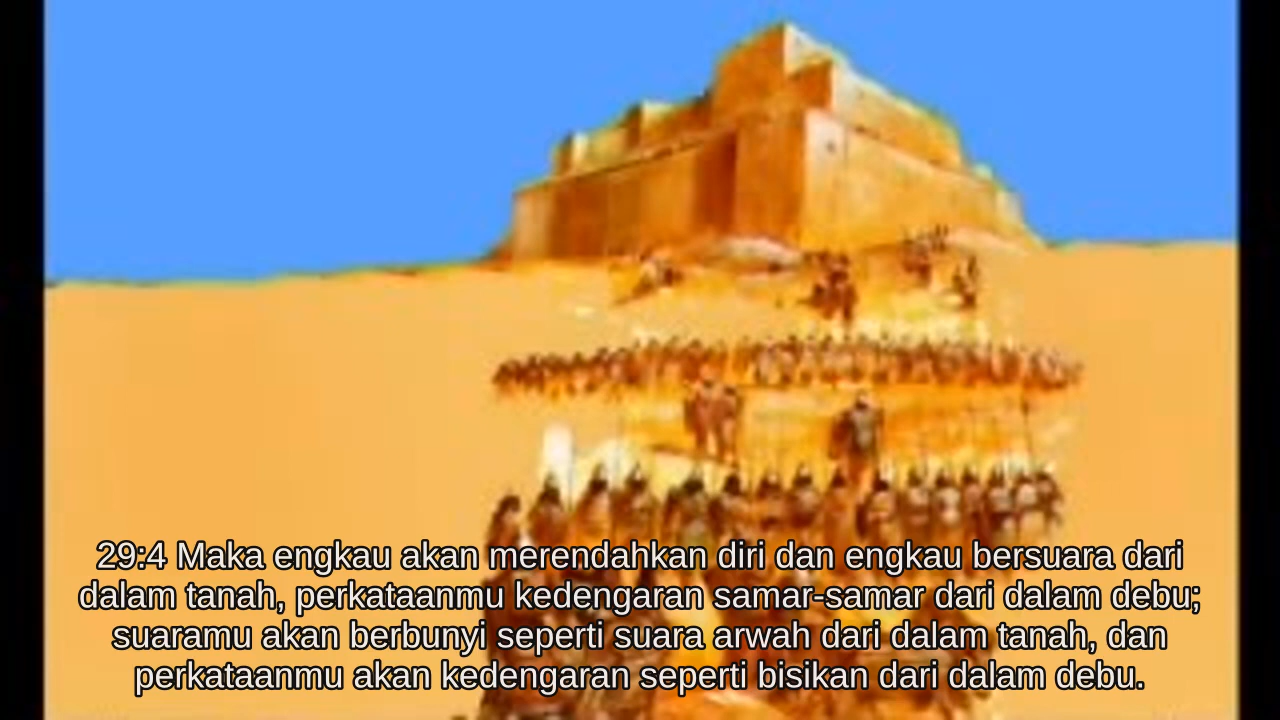 29:4 Maka engkau akan merendahkan diri dan engkau bersuara dari
dalam tanah, perkataanmu kedengaran samar-samar dari dalam debu;
suaramu akan berbunyi seperti suara arwah dari dalam tanah, dan
perkataanmu akan kedengaran seperti bisikan dari dalam debu.